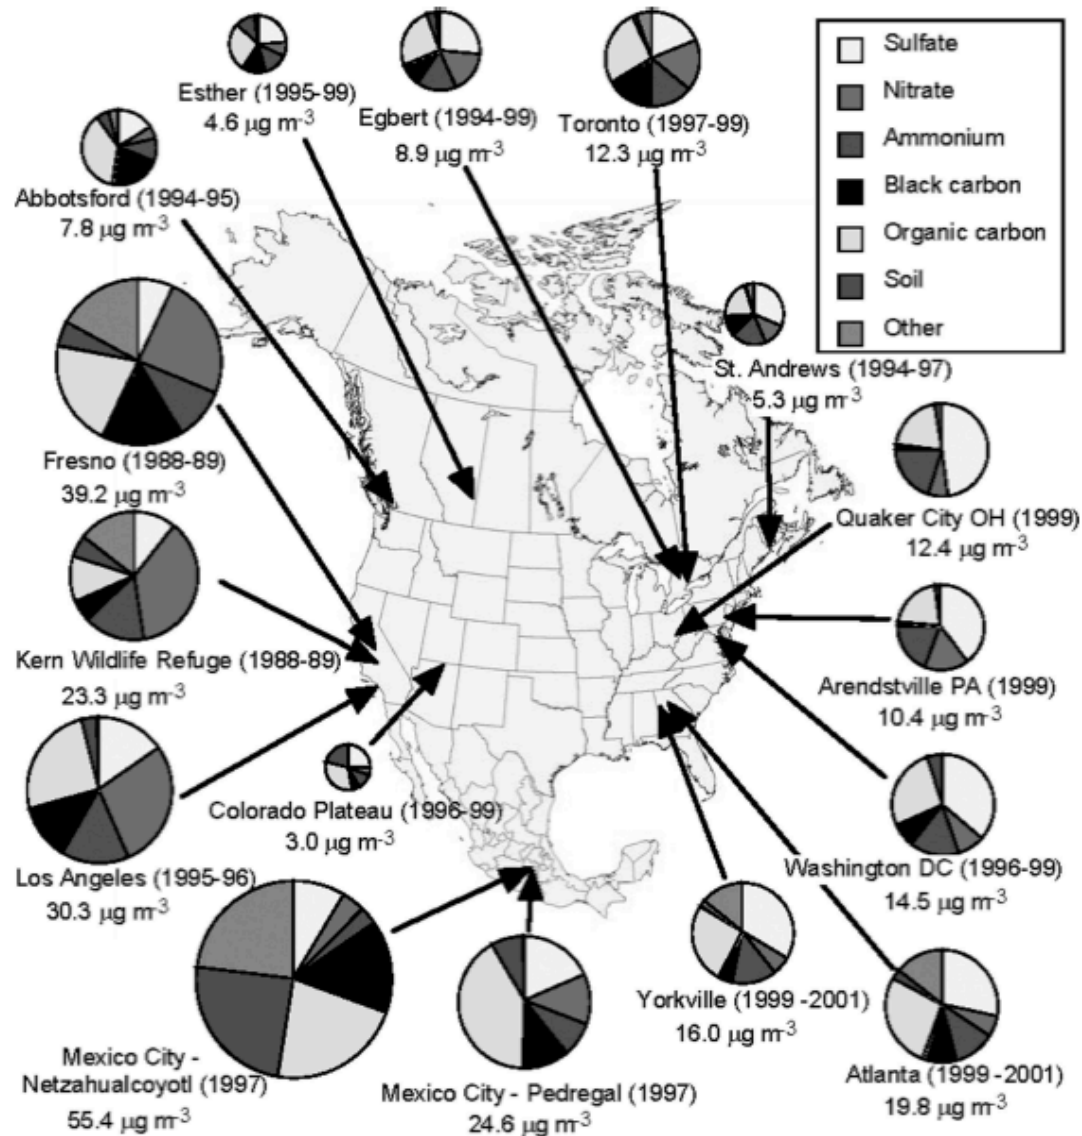 Esther (1995-99)
4.6 µg m-3
Egbert (1994-99)
8.9 µg m-3
Toronto (1997-99)
12.3 µg m-3
Sulfate
Nitrate
Ammonium
Black carbon
Organic carbon
Soil
Other
Abbotsford (1994-95)
7.8 µg m-3
St. Andrews (1994-97)
5.3 µg m-3
Fresno (1988-89)
39.2 µg m-3
Quaker City OH (1999)
12.4 µg m-3
Kern Wildlife Refuge (1988-89)
23.3 µg m-3
Arendstville PA (1999)
10.4 µg m-3
Colorado Plateau (1996-99)
3.0 µg m-3
Los Angeles (1995-96)
30.3 µg m-3
Washington DC (1996-99)
14.5 µg m-3
Yorkville (1999 -2001)
16.0 µg m-3
Mexico City -
Netzahualcoyotl (1997)
55.4 µg m-3
Mexico City - Pedregal (1997)
24.6 µg m-3
Atlanta (1999 -2001)
19.8 µg m-3